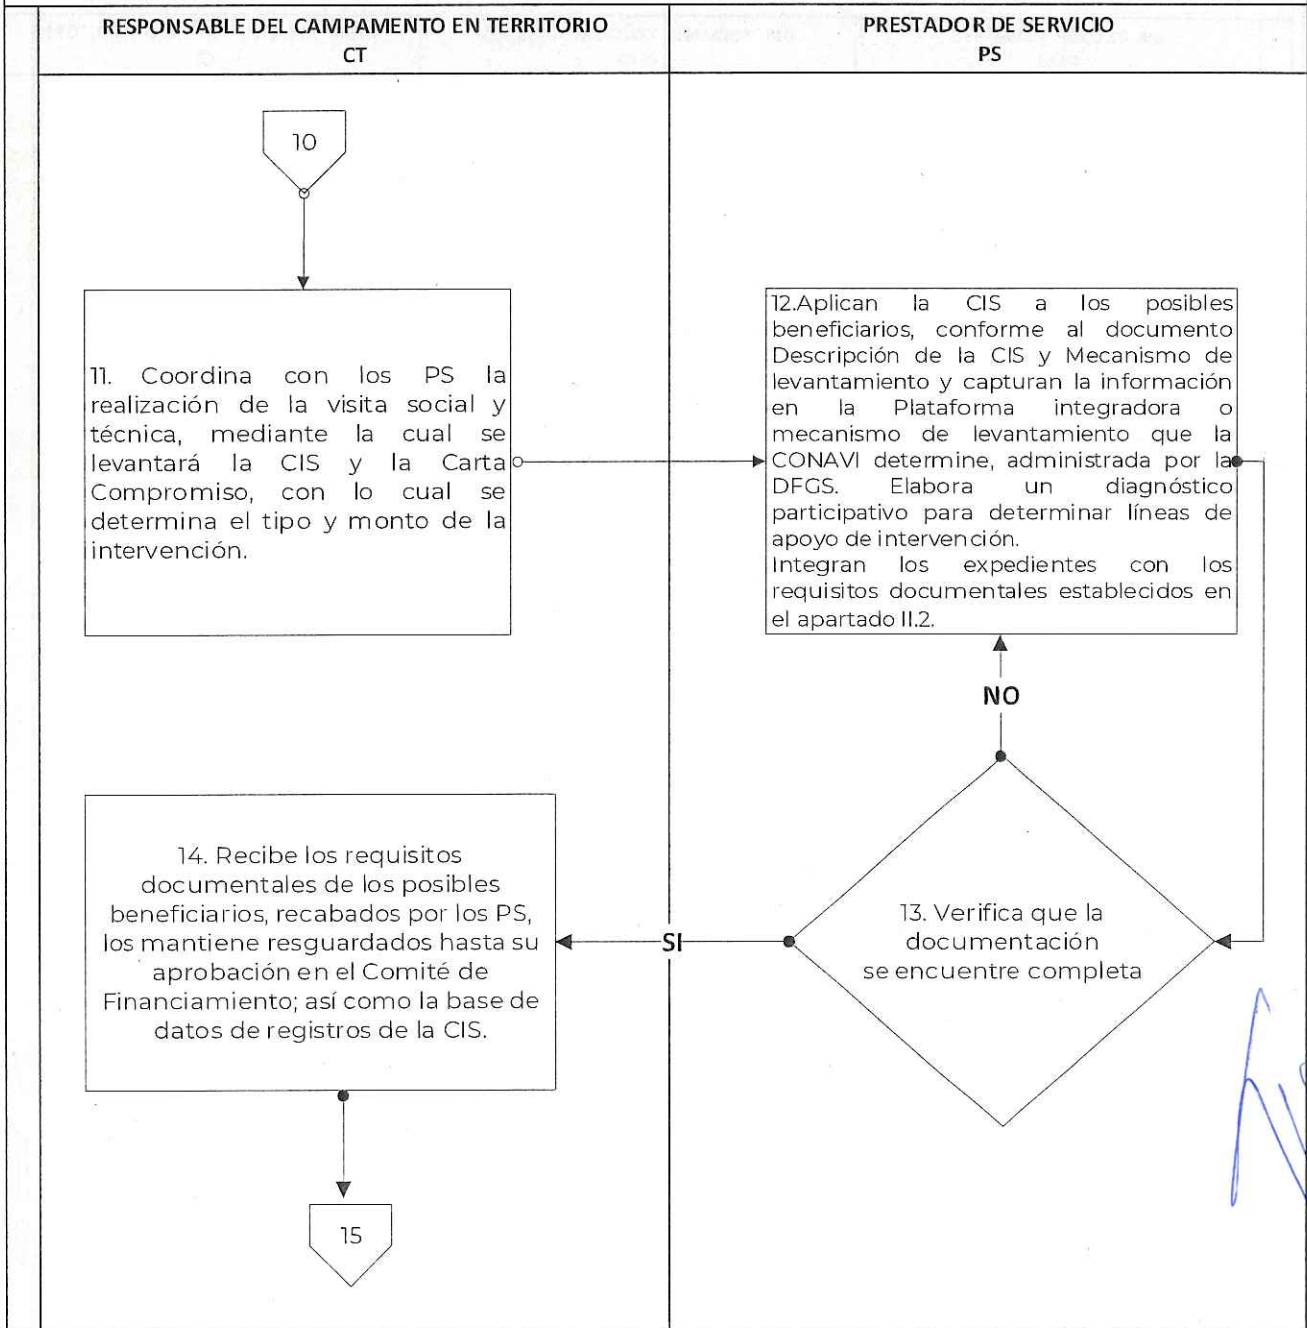 RESPONSABLE DEL CAMPAMENTO EN TERRITORIO
CT
PRESTADOR DE SERVICIO
PS
10
11. Coordina con los PS la
realización de la visita social y
técnica, mediante la cual se
levantará la CIS y la Carta
Compromiso, con lo cual se
determina el tipo y monto de la
intervención.
12.Aplican la CIS a los posibles
beneficiarios, conforme al documento
Descripción de la CIS y Mecanismo de
levantamiento y capturan la información
en la Plataforma integradora o
mecanismo de levantamiento que la
CONAVI determine, administrada por la
DFGS. Elabora un diagnóstico
participativo para determinar líneas de
apoyo de intervención.
Integran los expedientes con los
requisitos documentales establecidos en
el apartado II.2.
NO
13. Verifica que la
documentación
se encuentre completa
SI
14. Recibe los requisitos
documentales de los posibles
beneficiarios, recabados por los PS,
los mantiene resguardados hasta su
aprobación en el Comité de
Financiamiento; así como la base de
datos de registros de la CIS.
15